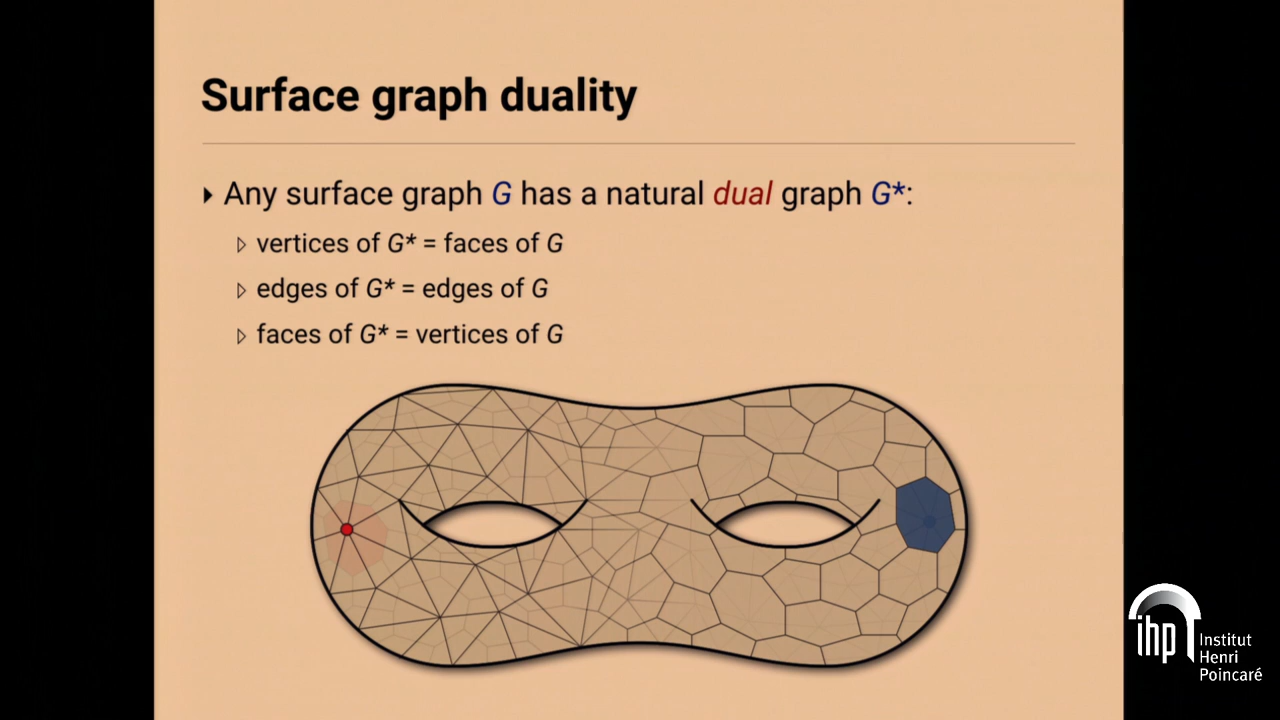 Surface graph duality
Any surface graph G has a natural dual graph G*:
vertices of G* = faces of G
edges of G* = edges of G
faces of G* = vertices of G
ihp
Institut
Henri
Poincaré